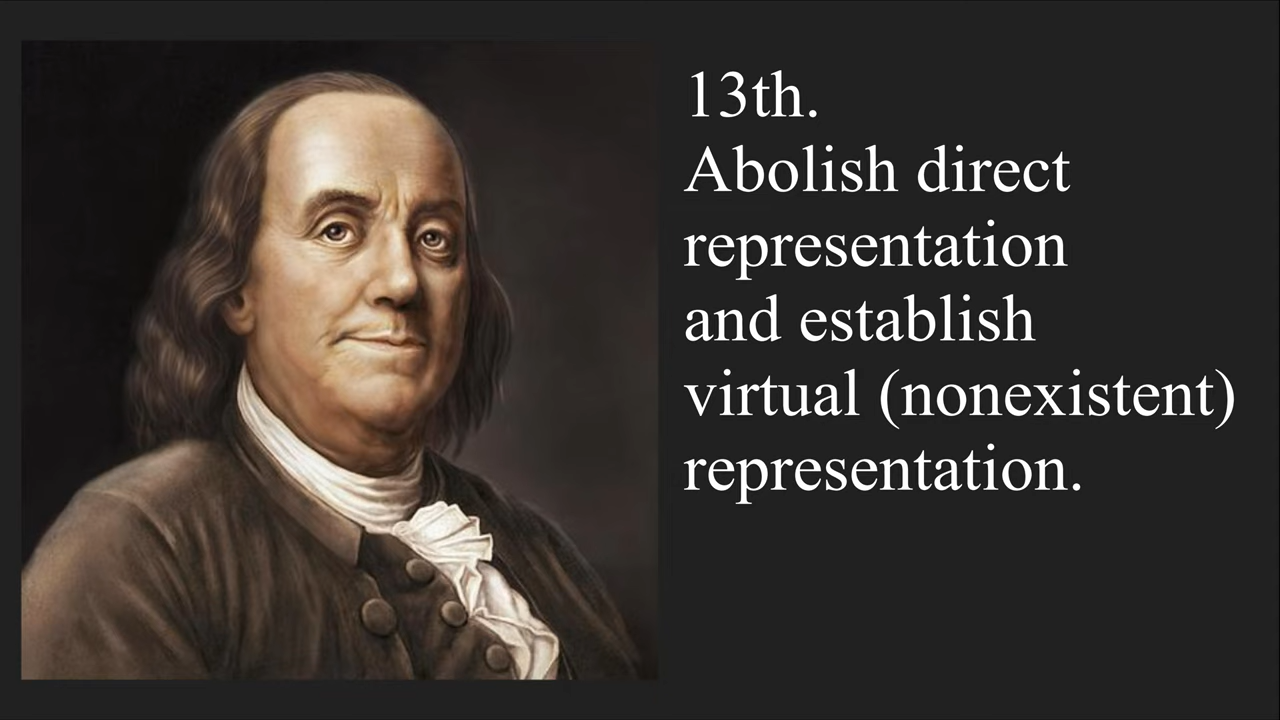 13th.
Abolish direct
representation
and establish
virtual (nonexistent)
representation.